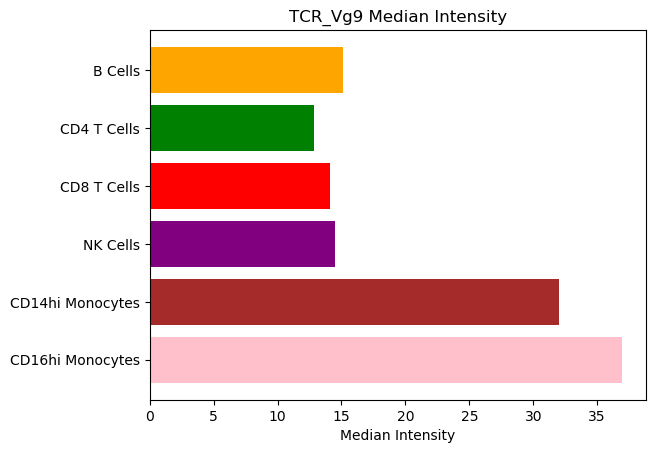 TCR_Vg9 Median Intensity
B Cells
CD4 T Cells
CD8 T Cells
NK Cells
CD14hi Monocytes
CD16hi Monocytes
0 5 10 15 20 25 30 35
Median Intensity